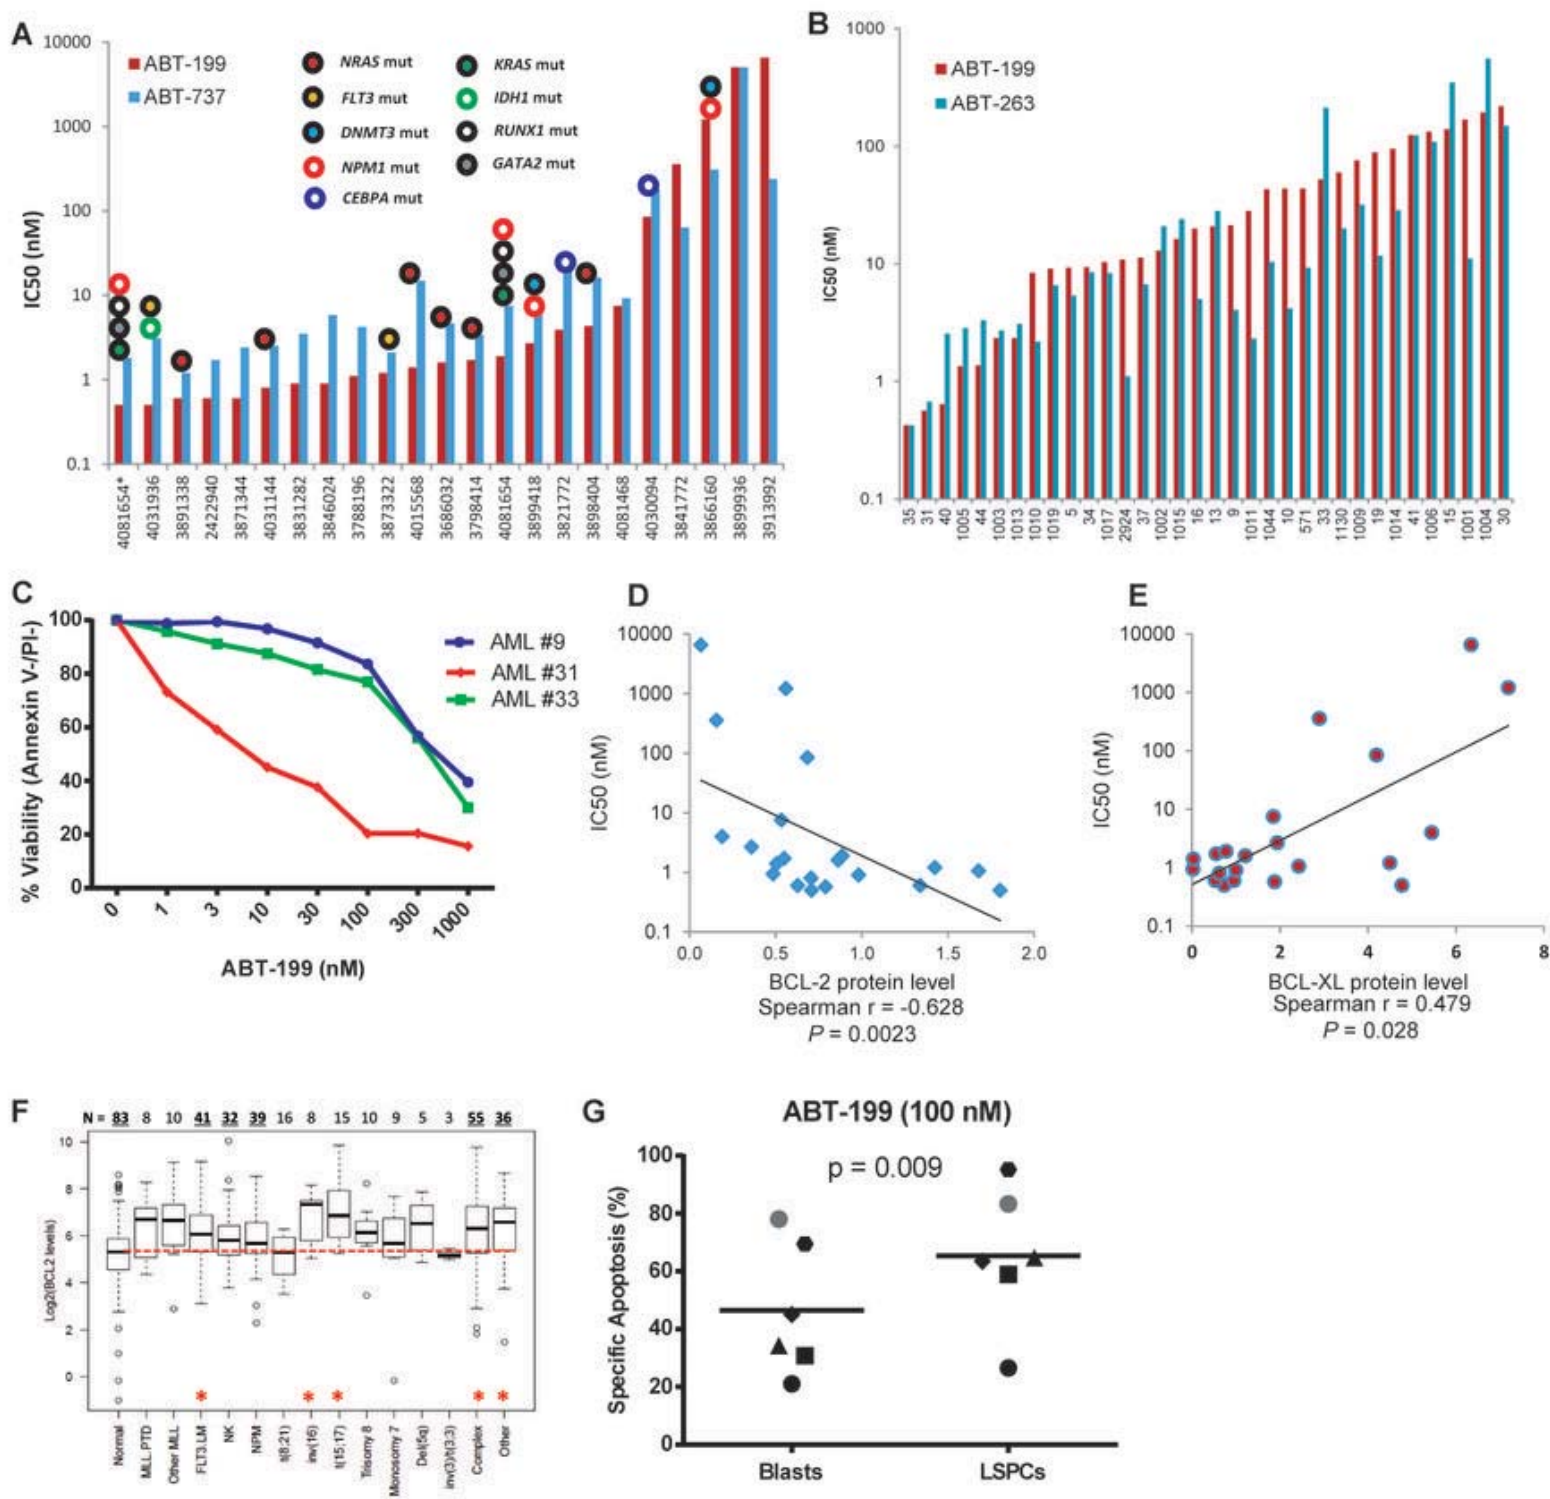 A
IC50 (nM)
10000
1000
100
10
1
0.1
ABT-199
ABT-737
NRAS mut
FLT3 mut
DNMT3 mut
NPM1 mut
CEBPA mut
KRAS mut
IDH1 mut
RUNX1 mut
GATA2 mut
4081654*
4031936
3891338
2422940
3871344
4031144
3831282
3846024
3788196
3873322
4015568
3686032
3798414
4081654
3899418
3821772
3898404
4081468
4030094
3841772
3866160
3899936
3913992
B
IC50 (nM)
1000
100
10
1
0.1
ABT-199
ABT-263
35
31
40
1005
44
1003
1013
1010
1019
5
34
1017
2924
37
1002
1015
16
13
9
1011
1044
10
571
33
1130
1009
19
1014
41
1006
15
1001
1004
30
C
% Viability (Annexin V-/PI-)
100
80
60
40
20
0
AML #9
AML #31
AML #33
0 1 3 10 30 100 300 1000
ABT-199 (nM)
D
IC50 (nM)
10000
1000
100
10
1
0.1
0.0 0.5 1.0 1.5 2.0
BCL-2 protein level
Spearman r = -0.628
P = 0.0023
E
IC50 (nM)
10000
1000
100
10
1
0.1
0 2 4 6 8
BCL-XL protein level
Spearman r = 0.479
P = 0.028
F
N = 83 8 10 41 32 39 16 8 15 10 9 5 3 55 36
Log2(BCL2 levels)
10
8
6
4
2
0
* * * * *
Normal
MLL.PTD
Other MLL
FLT3.LM
NK
NPM
t(8;21)
inv(16)
t(15;17)
Trisomy 8
Monosomy 7
Del(5q)
inv(3)/t(3;3)
Complex
Other
G
ABT-199 (100 nM)
Specific Apoptosis (%)
100
80
60
40
20
0
p = 0.009
Blasts LSPCs